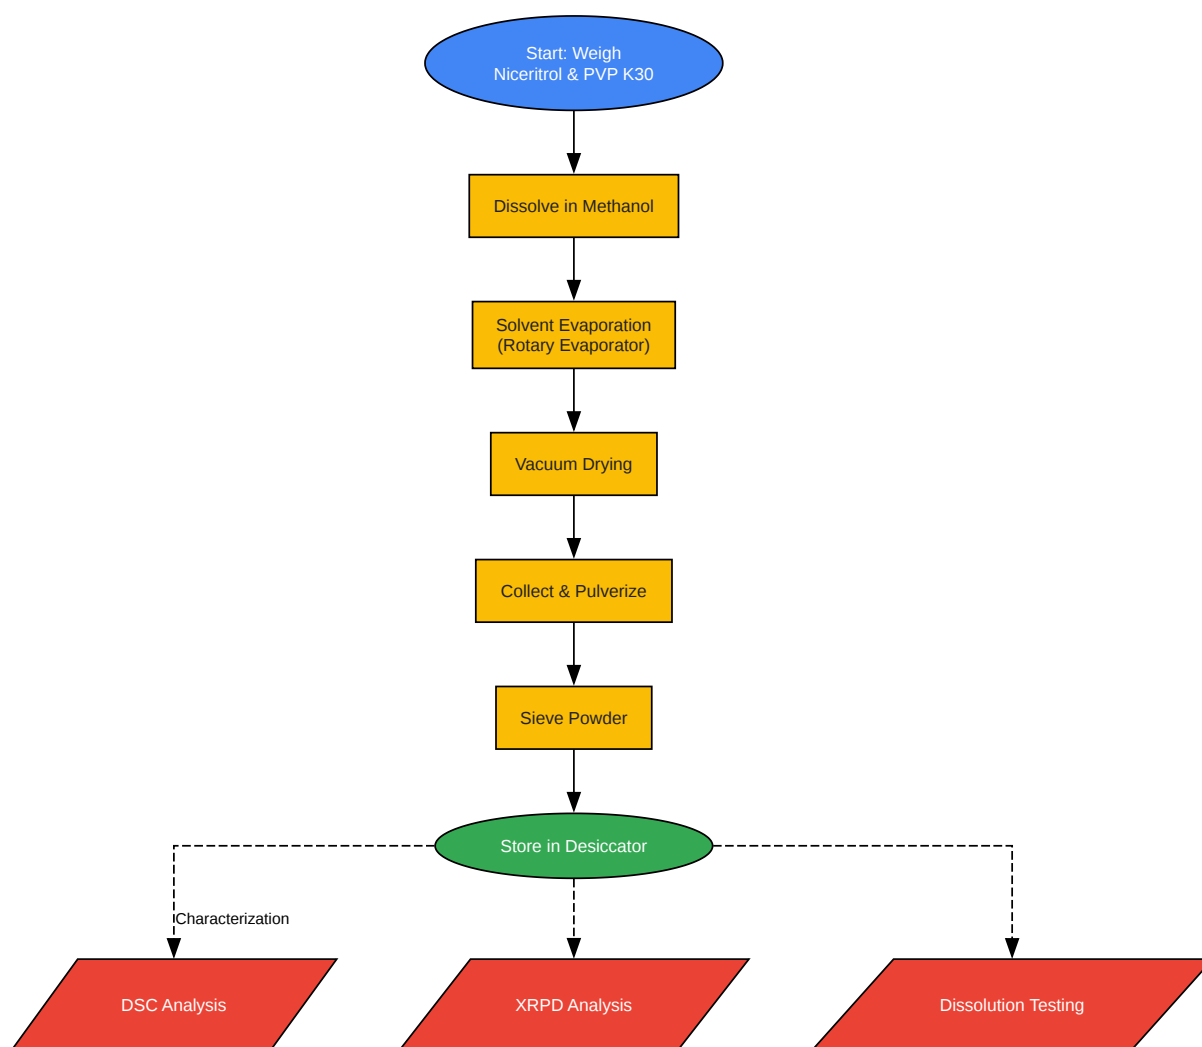 Start: Weigh
Niceritrol & PVP K30
Dissolve in Methanol
Solvent Evaporation
(Rotary Evaporator)
Vacuum Drying
Collect & Pulverize
Sieve Powder
Store in Desiccator
Characterization
DSC Analysis
XRPD Analysis
Dissolution Testing